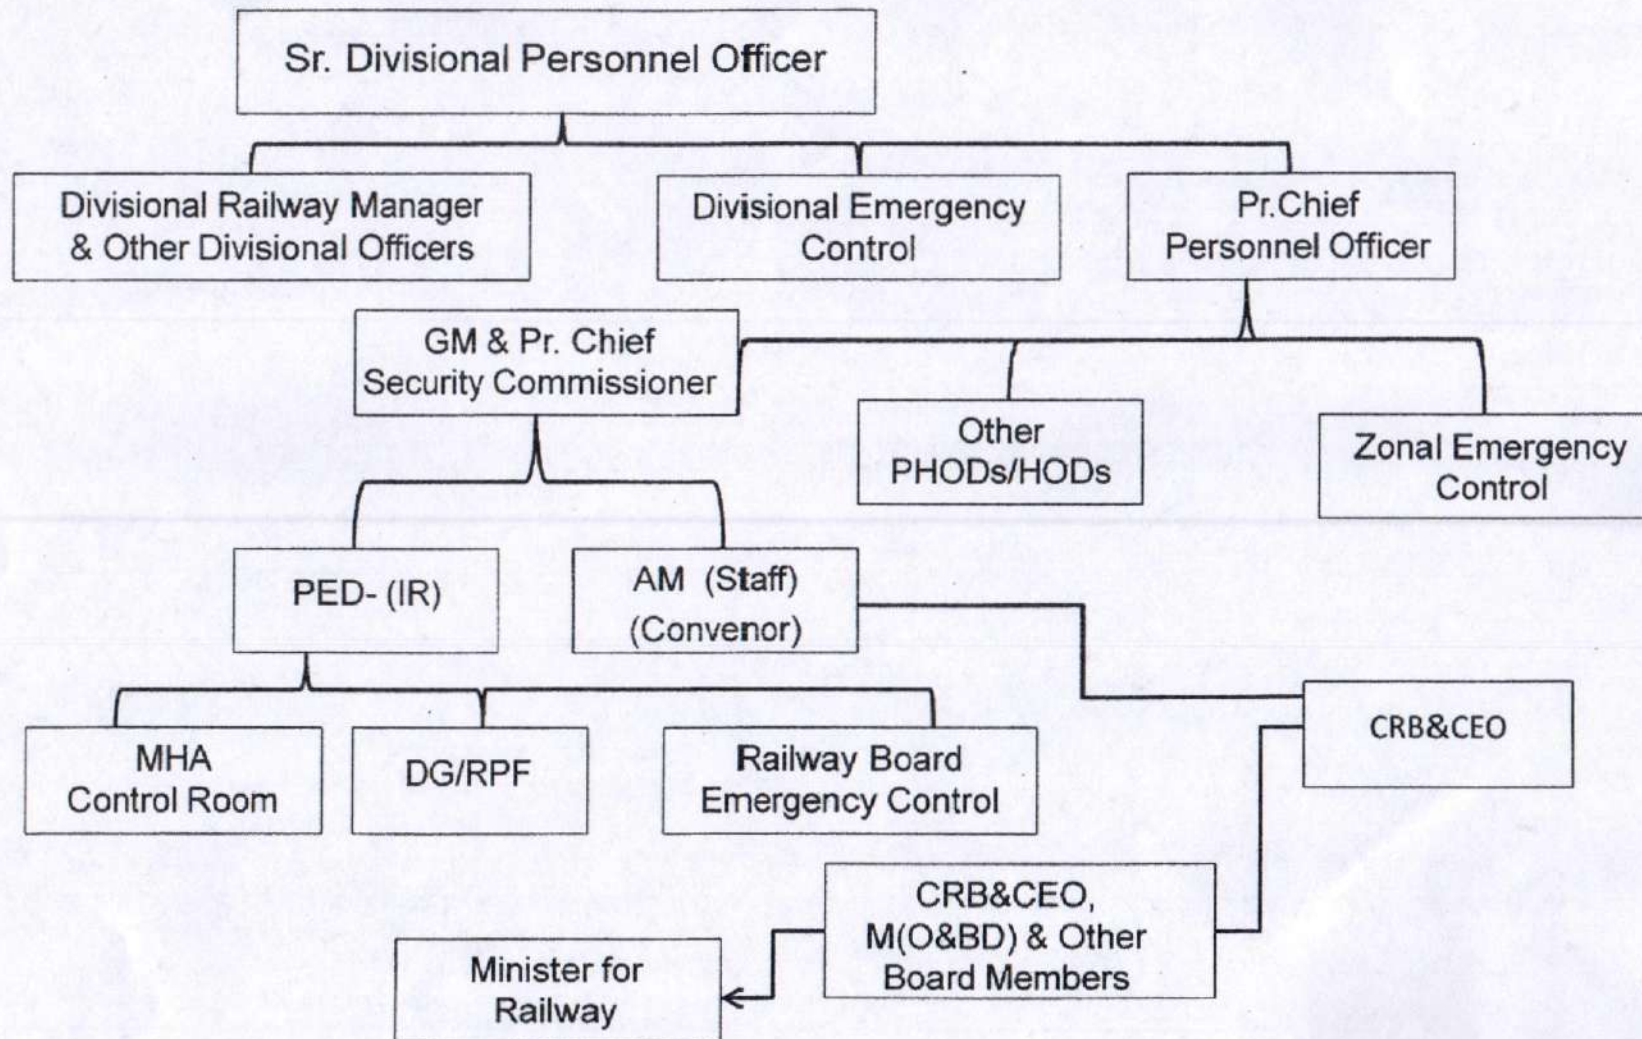 Sr. Divisional Personnel Officer
Divisional Railway Manager
& Other Divisional Officers
Divisional Emergency
Control
Pr.Chief
Personnel Officer
GM & Pr. Chief
Security Commissioner
Other
PHODs/HODs
Zonal Emergency
Control
PED- (IR)
AM (Staff)
(Convenor)
MHA
Control Room
DG/RPF
Railway Board
Emergency Control
CRB&CEO
CRB&CEO,
M(O&BD) & Other
Board Members
Minister for
Railway